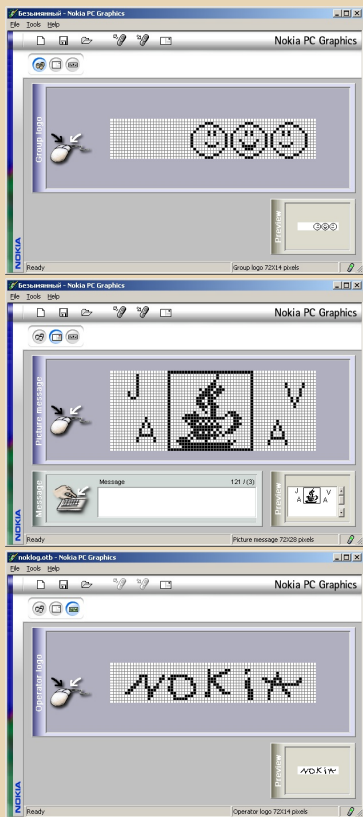 Безымянный - Nokia PC Graphics
File Tools Help
Nokia PC Graphics
Group logo
Preview
NOKIA
Ready
Group logo 72X14 pixels
Безымянный - Nokia PC Graphics
File Tools Help
Nokia PC Graphics
Picture message
J V
A A
Message
Message 121 /(3)
Preview
J V
A A
NOKIA
Ready
Picture message 72X28 pixels
noklog.otb - Nokia PC Graphics
File Tools Help
Nokia PC Graphics
Operator logo
NOKiA
Preview
NOKiA
NOKIA
Ready
Operator logo 72X14 pixels